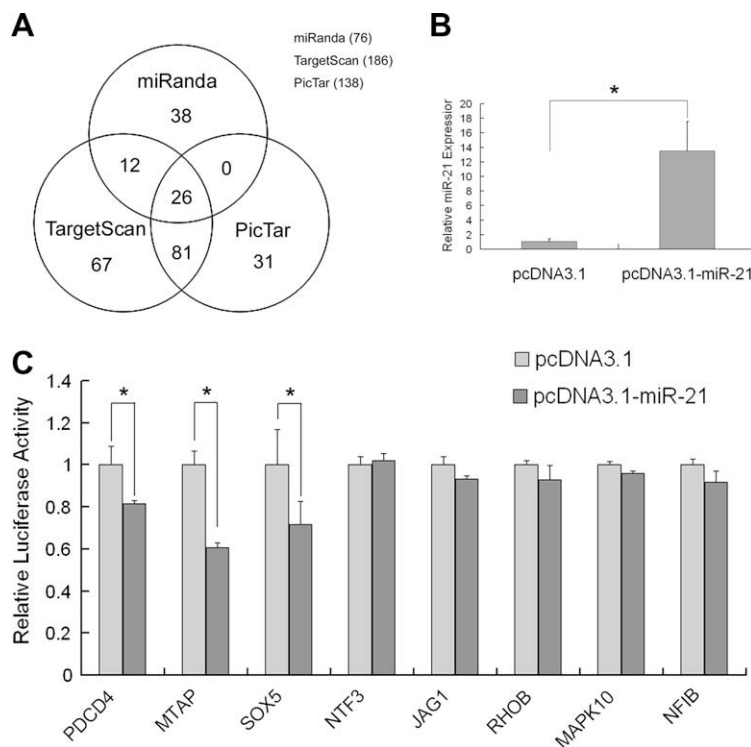 A
miRanda (76)
TargetScan (186)
PicTar (138)
miRanda
38
12
0
26
TargetScan
67
81
PicTar
31
B
*
Relative miR-21 Expression
20
18
16
14
12
10
8
6
4
2
0
pcDNA3.1
pcDNA3.1-miR-21
C
pcDNA3.1
pcDNA3.1-miR-21
Relative Luciferase Activity
1.4
1.2
1
0.8
0.6
0.4
0.2
0
*
*
*
PDCD4
MTAP
SOX5
NTF3
JAG1
RHOB
MAPK10
NFIB